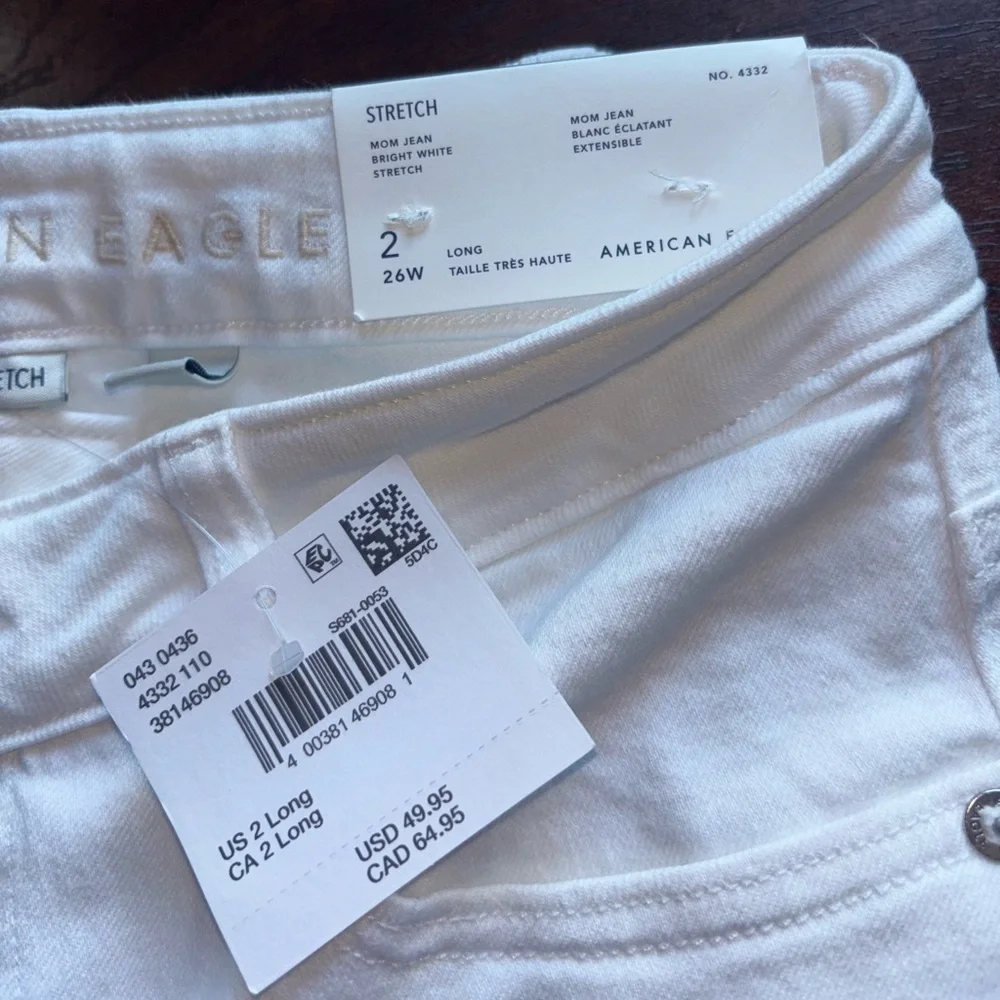 STRETCH
NO. 4332
MOM JEAN
BRIGHT WHITE
STRETCH
MOM JEAN
BLANC ÉCLATANT
EXTENSIBLE
2
26W
LONG
TAILLE TRÈS HAUTE
AMERICAN
N EAGLE
ETCH
5D4C
043 0436
4332 110
38146908
S681-0053
4 00381 46908 1
US 2 Long
CA 2 Long
USD 49.95
CAD 64.95